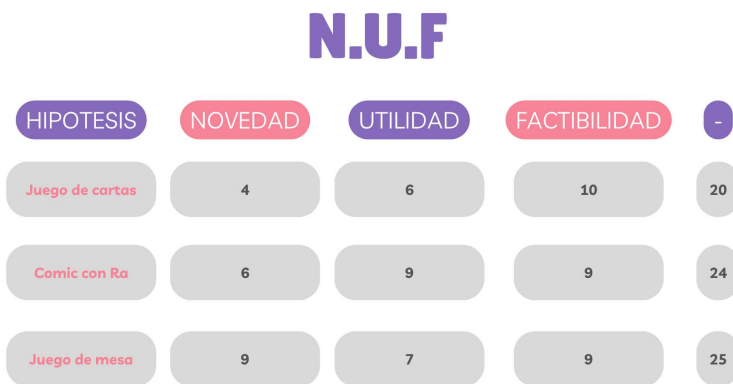 N.U.F
HIPOTESIS NOVEDAD UTILIDAD FACTIBILIDAD -
Juego de cartas 4 6 10 20
Comic con Ra 6 9 9 24
Juego de mesa 9 7 9 25